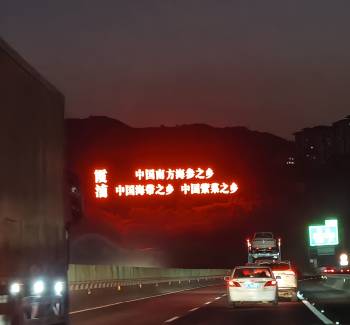 霞浦
中国南方海参之乡
中国海带之乡 中国紫菜之乡